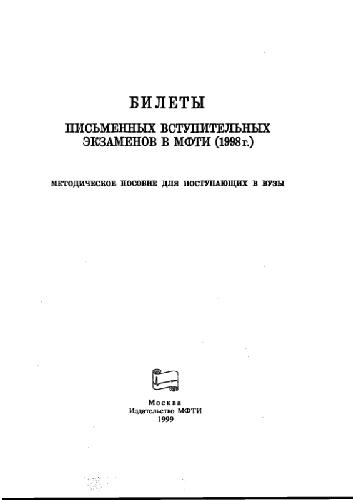 БИЛЕТЫ
ПИСЬМЕННЫХ ВСТУПИТЕЛЬНЫХ
ЭКЗАМЕНОВ В МФТИ (1998 г.)
МЕТОДИЧЕСКОЕ ПОСОБИЕ ДЛЯ ПОСТУПАЮЩИХ В ВУЗЫ
Москва
Издательство МФТИ
1999